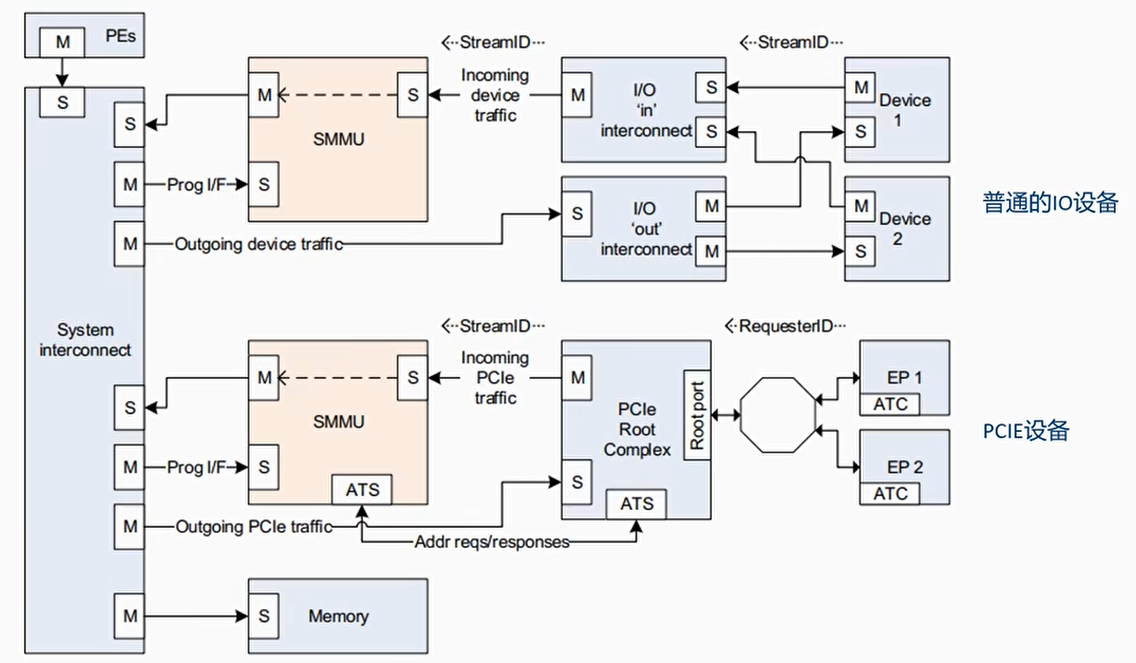 M
PEs
S
<--StreamID---
<--StreamID---
M
S
Incoming
device
traffic
M
I/O
'in'
interconnect
S
S
M
S
Device
1
S
SMMU
M
Prog I/F
S
M
Outgoing device traffic
S
I/O
'out'
interconnect
M
M
M
S
Device
2
普通的IO设备
System
interconnect
<--StreamID---
<--RequesterID---
M
S
Incoming
PCIe
traffic
M
PCIe
Root
Complex
Root port
EP 1
ATC
S
SMMU
PCIE设备
M
Prog I/F
S
ATS
S
ATS
EP 2
ATC
M
Outgoing PCIe traffic
Addr reqs/responses
M
S
Memory